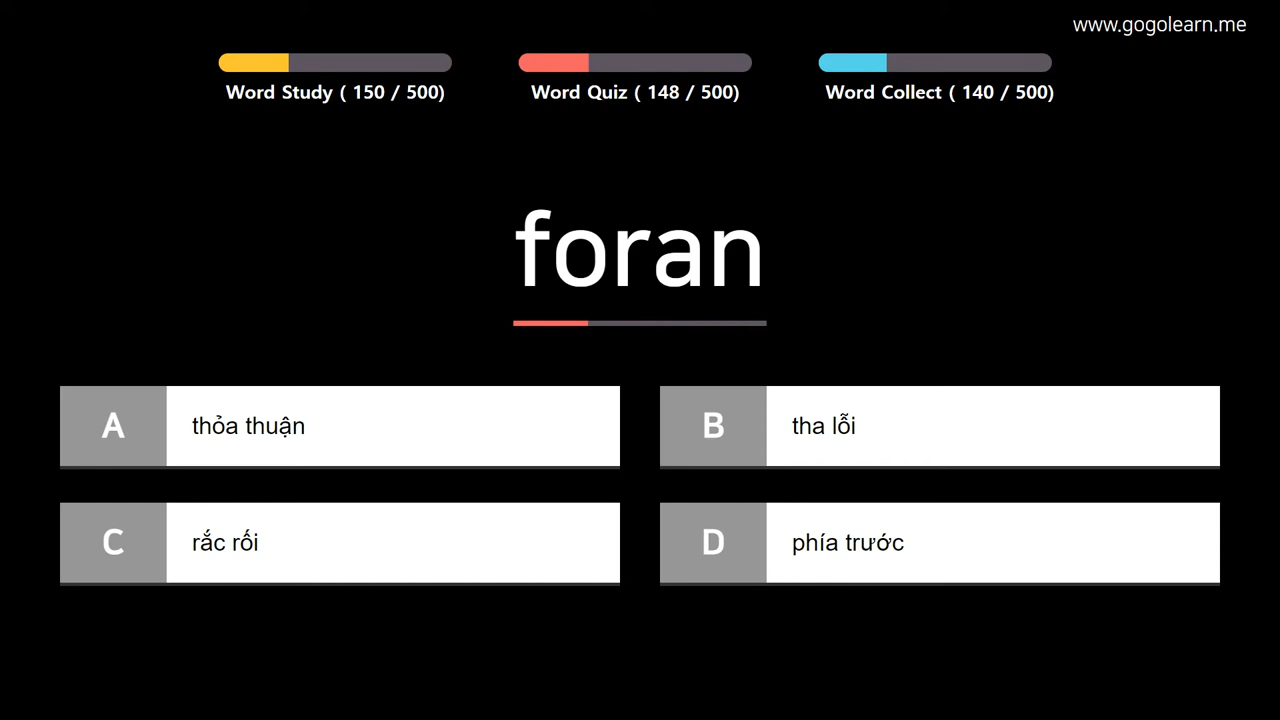 www.gogolearn.me
Word Study ( 150 / 500)
Word Quiz ( 148 / 500)
Word Collect ( 140 / 500)
foran
A thỏa thuận
B tha lỗi
C rắc rối
D phía trước